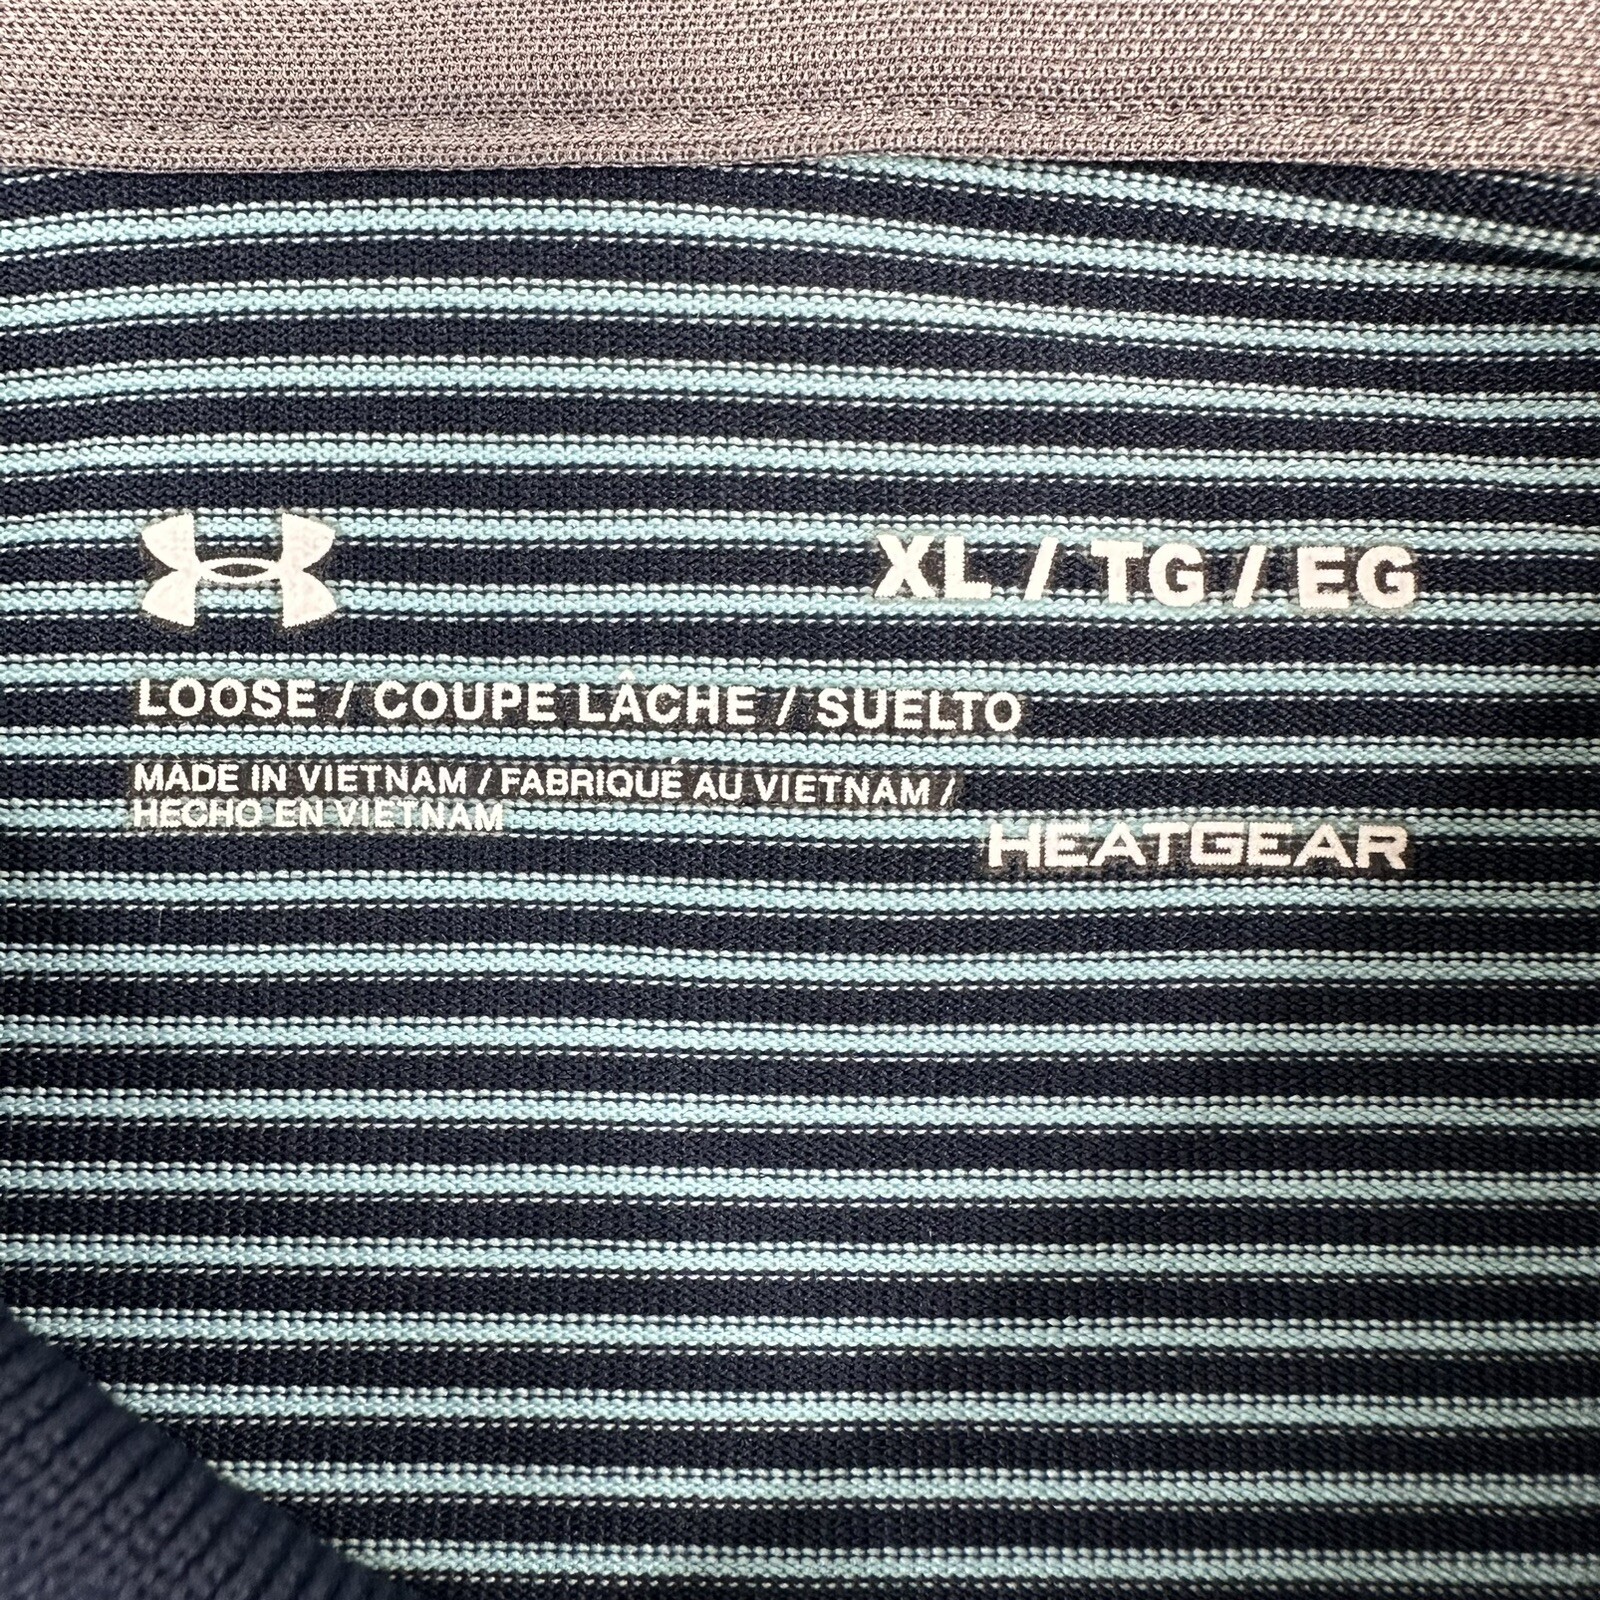 XL / TG / EG
LOOSE / COUPE LÂCHE / SUELTO
MADE IN VIETNAM / FABRIQUÉ AU VIETNAM /
HECHO EN VIETNAM
HEATGEAR